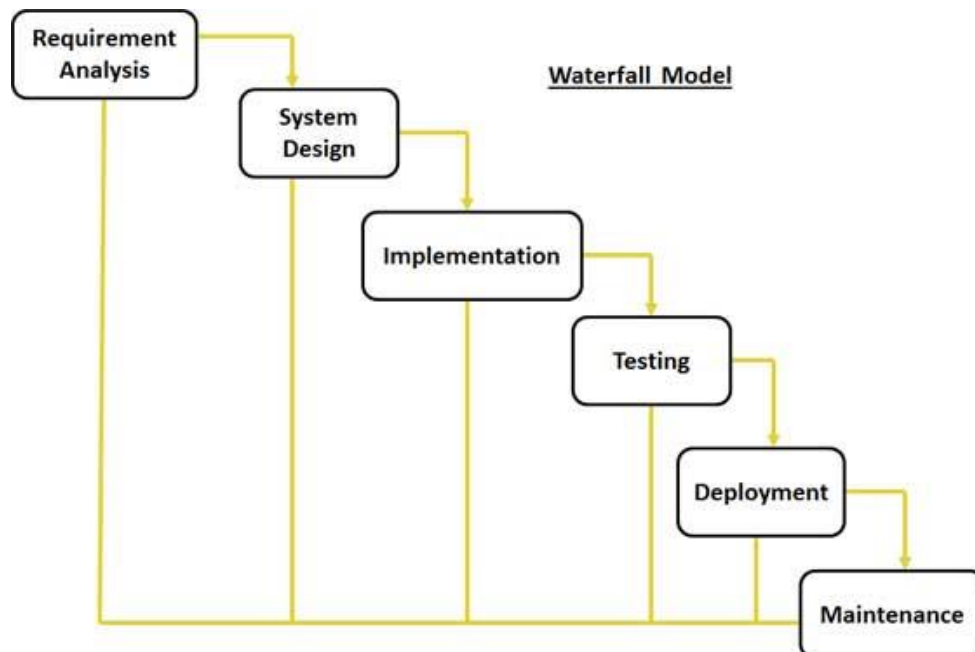 Requirement
Analysis
Waterfall Model
System
Design
Implementation
Testing
Deployment
Maintenance